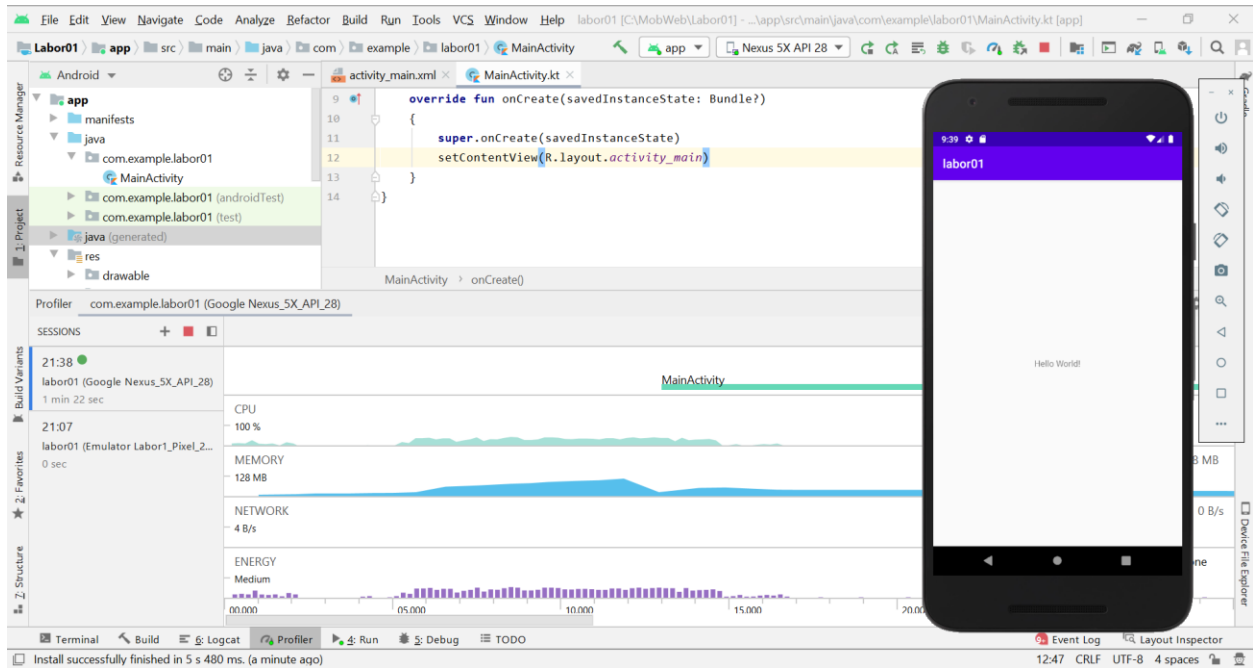 File Edit View Navigate Code Analyze Refactor Build Run Tools VCS Window Help labor01 [C:\MobWeb\Labor01] - ...\app\src\main\java\com\example\labor01\MainActivity.kt [app]
Labor01 app src main java com example labor01 MainActivity app Nexus 5X API 28
Android activity_main.xml MainActivity.kt
Resource Manager
1: Project
Build Variants
2: Favorites
7: Structure
app
manifests
java
com.example.labor01
MainActivity
com.example.labor01 (androidTest)
com.example.labor01 (test)
java (generated)
res
drawable
9 override fun onCreate(savedInstanceState: Bundle?)
10 {
11 super.onCreate(savedInstanceState)
12 setContentView(R.layout.activity_main)
13 }
14 }
MainActivity › onCreate()
Profiler com.example.labor01 (Google Nexus_5X_API_28)
SESSIONS
21:38
labor01 (Google Nexus_5X_API_28)
1 min 22 sec
21:07
labor01 (Emulator Labor1_Pixel_2...
0 sec
MainActivity
CPU
100 %
MEMORY
128 MB
8 MB
NETWORK
4 B/s
0 B/s
ENERGY
Medium
ne
00.000 05.000 10.000 15.000 20.00
9:39
labor01
Hello World!
Gradle
Device File Explorer
Terminal Build 6: Logcat Profiler 4: Run 5: Debug TODO Event Log Layout Inspector
Install successfully finished in 5 s 480 ms. (a minute ago) 12:47 CRLF UTF-8 4 spaces